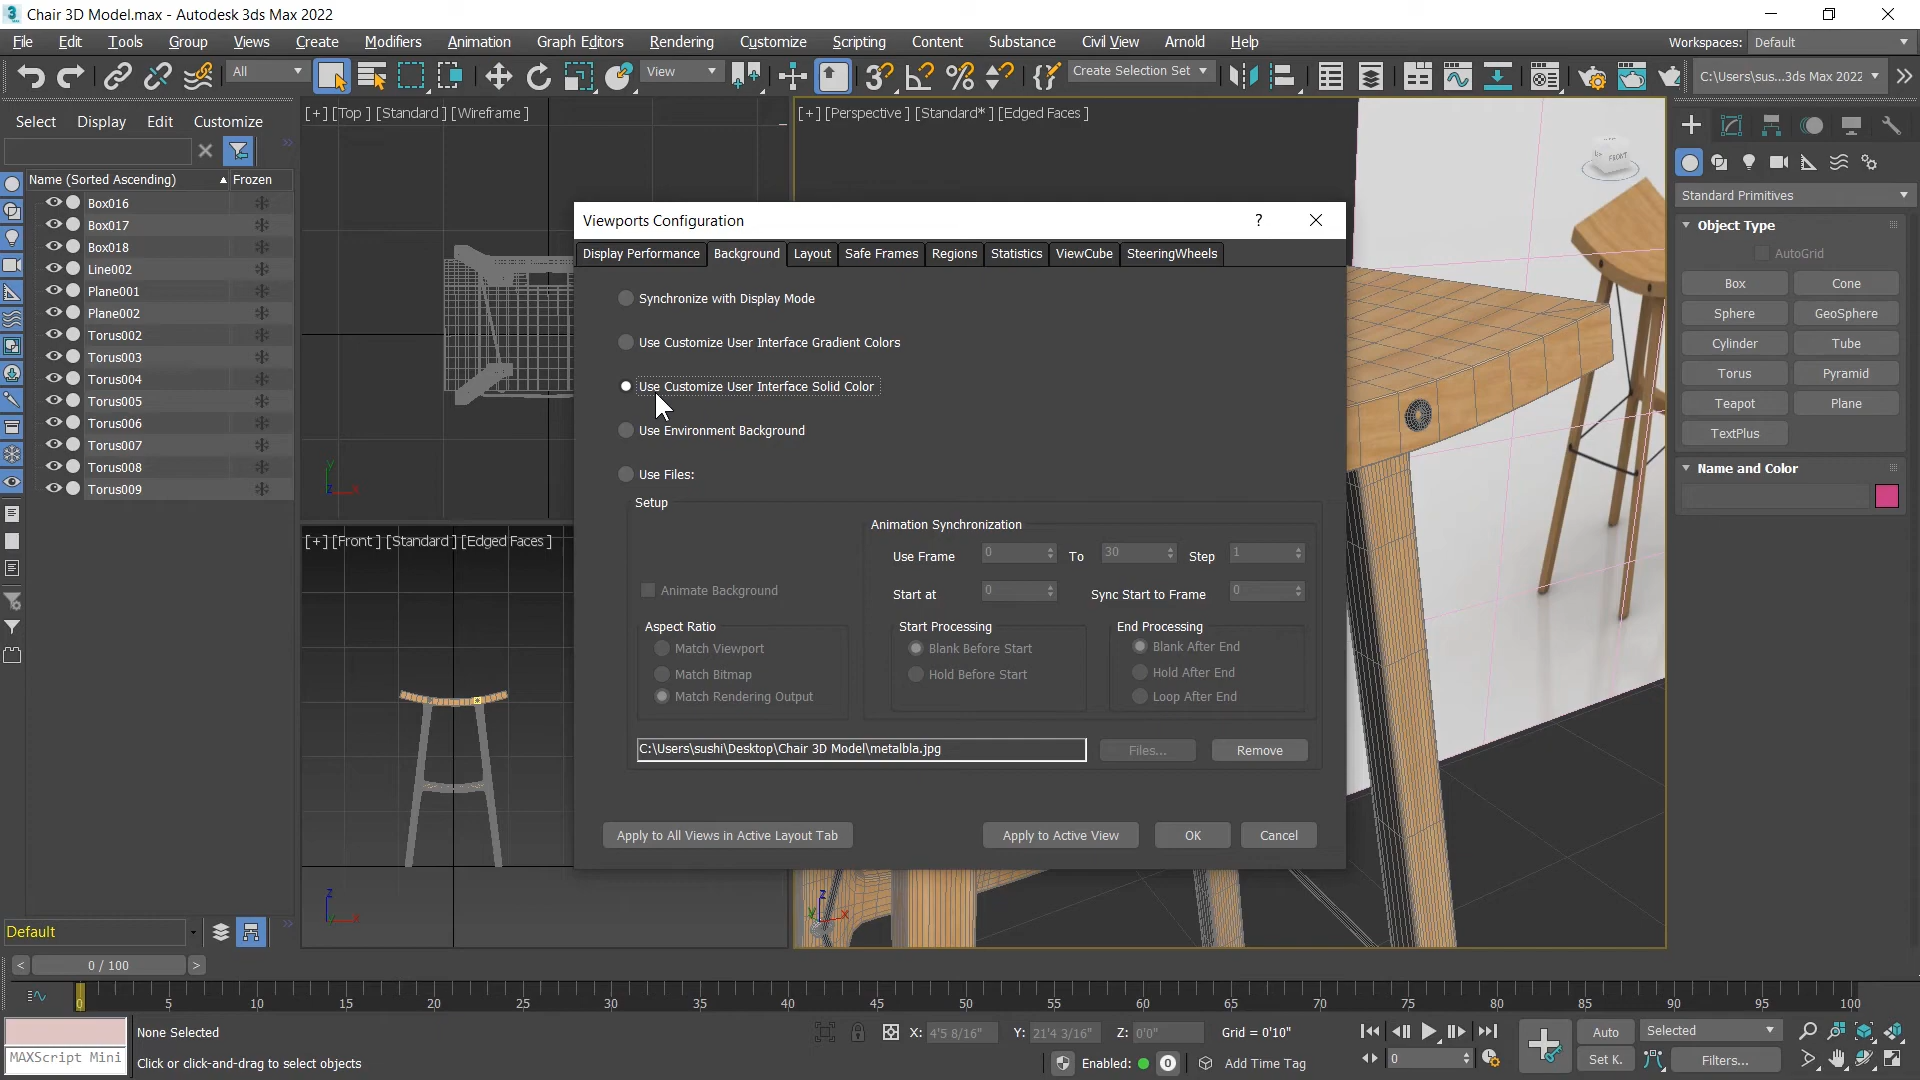 Chair 3D Model.max - Autodesk 3ds Max 2022
File Edit Tools Group Views Create Modifiers Animation Graph Editors Rendering Customize Scripting Content Substance Civil View Arnold Help Workspaces: Default
All View Create Selection Set C:\Users\sus...3ds Max 2022
Select Display Edit Customize
[+] [Top ] [Standard ] [Wireframe ]
[+] [Perspective ] [Standard* ] [Edged Faces ]
FRONT
Name (Sorted Ascending) Frozen
Box016
Box017
Box018
Line002
Plane001
Plane002
Torus002
Torus003
Torus004
Torus005
Torus006
Torus007
Torus008
Torus009
[+] [Front ] [Standard ] [Edged Faces ]
Viewports Configuration ?
Display Performance Background Layout Safe Frames Regions Statistics ViewCube SteeringWheels
Synchronize with Display Mode
Use Customize User Interface Gradient Colors
Use Customize User Interface Solid Color
Use Environment Background
Use Files:
Setup
Animation Synchronization
Use Frame 0 To 30 Step 1
Animate Background
Start at 0 Sync Start to Frame 0
Aspect Ratio
Match Viewport
Match Bitmap
Match Rendering Output
Start Processing
Blank Before Start
Hold Before Start
End Processing
Blank After End
Hold After End
Loop After End
C:\Users\sushi\Desktop\Chair 3D Model\metalbla.jpg Files... Remove
Apply to All Views in Active Layout Tab Apply to Active View OK Cancel
Standard Primitives
Object Type
AutoGrid
Box Cone
Sphere GeoSphere
Cylinder Tube
Torus Pyramid
Teapot Plane
TextPlus
Name and Color
Default
< 0 / 100 >
0 5 10 15 20 25 30 35 40 45 50 55 60 65 70 75 80 85 90 95 100
None Selected X: 4'5 8/16" Y: 21'4 3/16" Z: 0'0" Grid = 0'10" Auto Selected
MAXScript Mini Click or click-and-drag to select objects Enabled: 0 Add Time Tag 0 Set K. Filters...